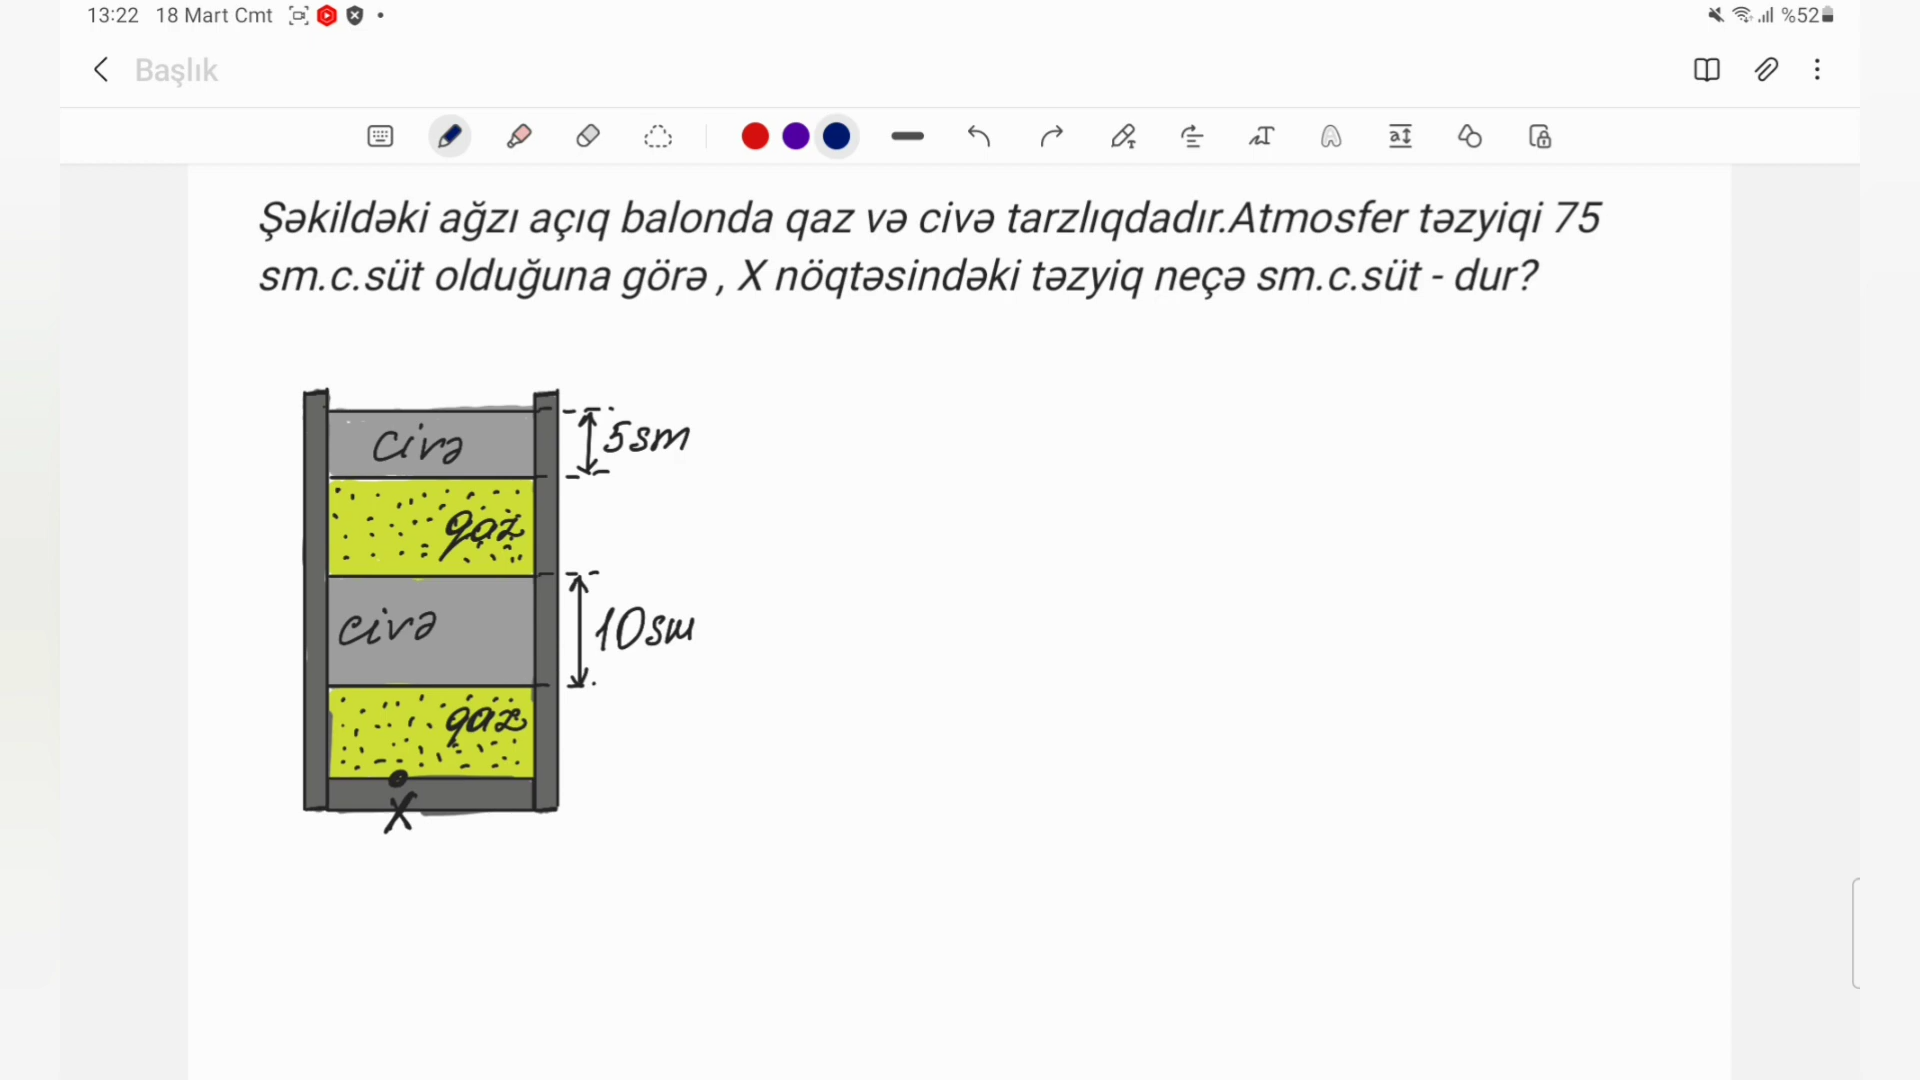 13:22 18 Mart Cmt %52
Başlık
Şəkildəki ağzı açıq balonda qaz və civə tarzlıqdadır.Atmosfer təzyiqi 75
sm.c.süt olduğuna görə , X nöqtəsindəki təzyiq neçə sm.c.süt - dur?
civə 5sm
qaz
civə 10sm
qaz
X